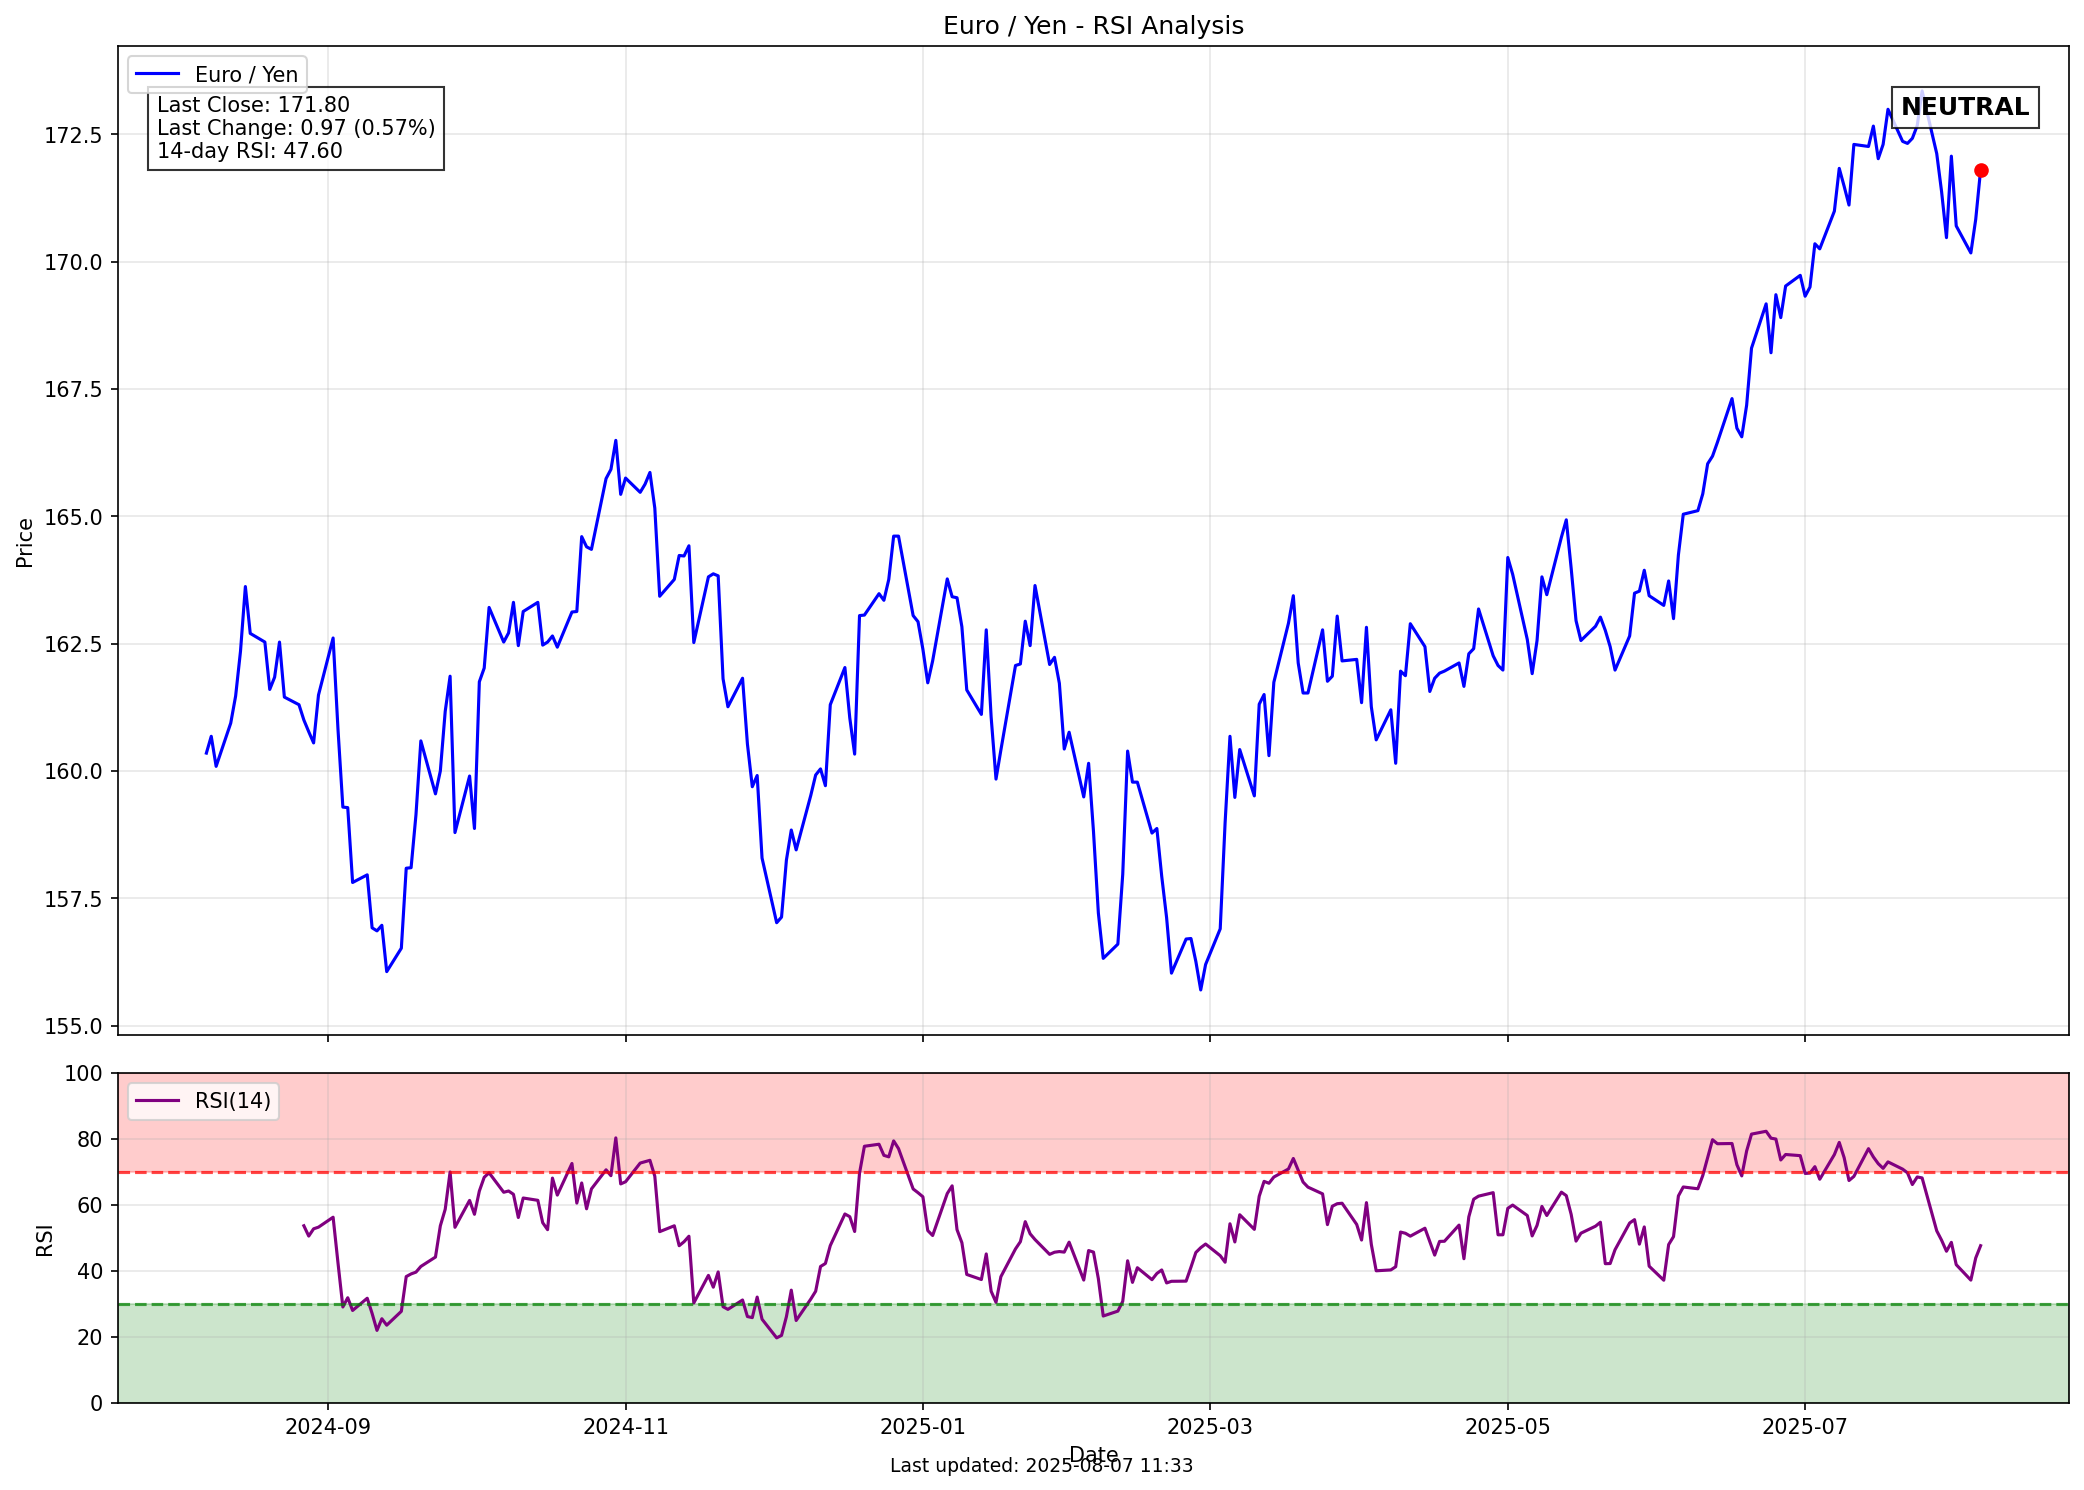 Euro / Yen - RSI Analysis
Euro / Yen
Last Close: 171.80
Last Change: 0.97 (0.57%)
14-day RSI: 47.60
NEUTRAL
Price
172.5
170.0
167.5
165.0
162.5
160.0
157.5
155.0
RSI(14)
RSI
100
80
60
40
20
0
2024-09 2024-11 2025-01 2025-03 2025-05 2025-07
Date
Last updated: 2025-08-07 11:33